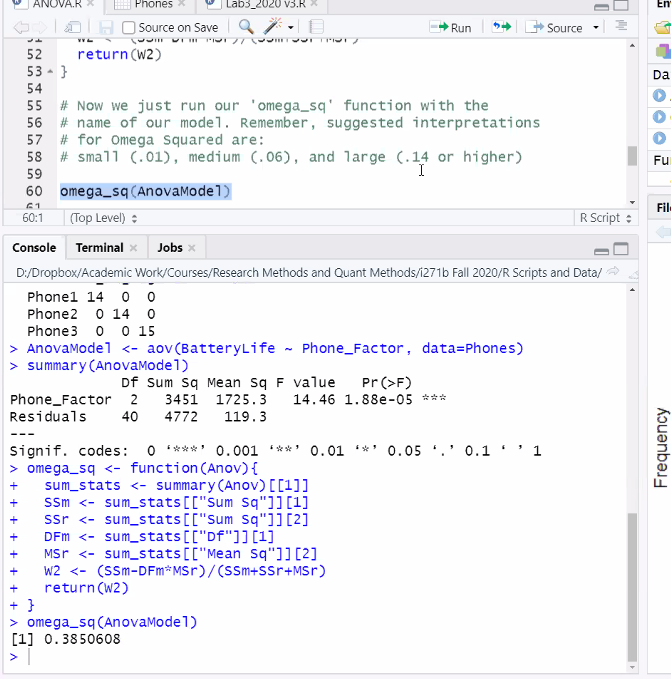 ANOVA.R × Phones × Lab3_2020 v3.R ×
Source on Save Run Source
51 W2 <- (SSm-DFm*MSr)/(SSm+SSr+MSr)
52 return(W2)
53 }
54
55 # Now we just run our 'omega_sq' function with the
56 # name of our model. Remember, suggested interpretations
57 # for Omega Squared are:
58 # small (.01), medium (.06), and large (.14 or higher)
59
60 omega_sq(AnovaModel)
61
60:1 (Top Level) R Script
Console Terminal × Jobs ×
D:/Dropbox/Academic Work/Courses/Research Methods and Quant Methods/i271b Fall 2020/R Scripts and Data/
Phone1 14 0 0
Phone2 0 14 0
Phone3 0 0 15
> AnovaModel <- aov(BatteryLife ~ Phone_Factor, data=Phones)
> summary(AnovaModel)
Df Sum Sq Mean Sq F value Pr(>F)
Phone_Factor 2 3451 1725.3 14.46 1.88e-05 ***
Residuals 40 4772 119.3
---
Signif. codes: 0 ‘***’ 0.001 ‘**’ 0.01 ‘*’ 0.05 ‘.’ 0.1 ‘ ’ 1
> omega_sq <- function(Anov){
+ sum_stats <- summary(Anov)[[1]]
+ SSm <- sum_stats[["Sum Sq"]][1]
+ SSr <- sum_stats[["Sum Sq"]][2]
+ DFm <- sum_stats[["Df"]][1]
+ MSr <- sum_stats[["Mean Sq"]][2]
+ W2 <- (SSm-DFm*MSr)/(SSm+SSr+MSr)
+ return(W2)
+ }
> omega_sq(AnovaModel)
[1] 0.3850608
>
En
Da
Fu
Fil
Frequency